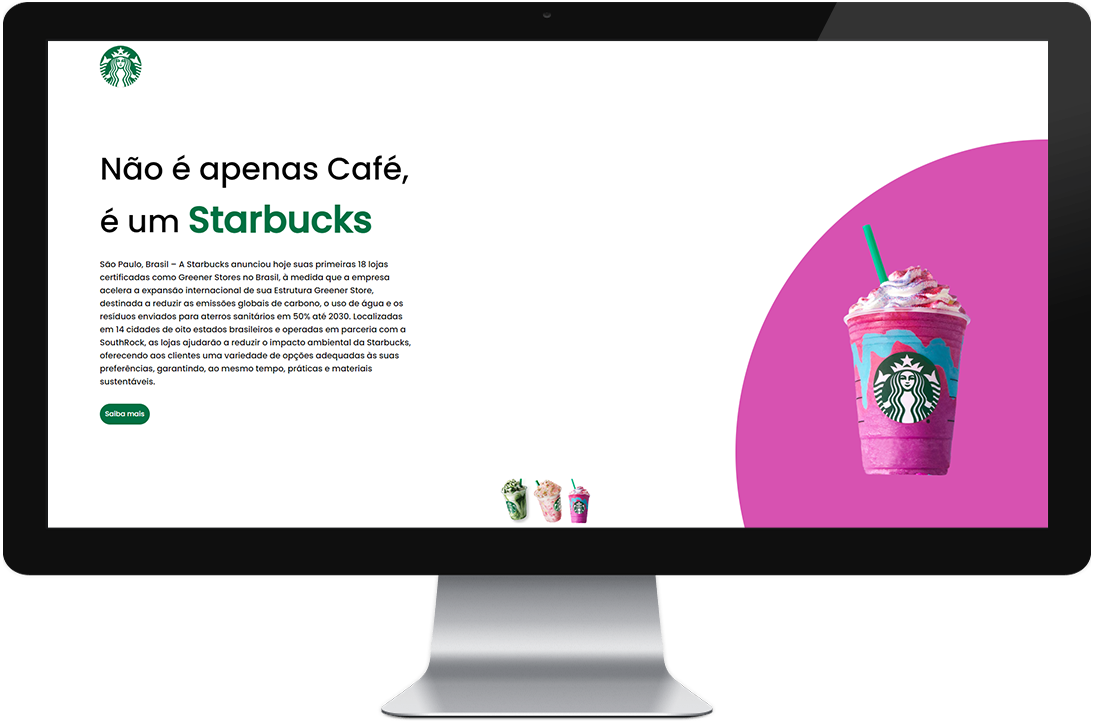 Não é apenas Café,
é um Starbucks
São Paulo, Brasil – A Starbucks anunciou hoje suas primeiras 18 lojas
certificadas como Greener Stores no Brasil, à medida que a empresa
acelera a expansão internacional de sua Estrutura Greener Store,
destinada a reduzir as emissões globais de carbono, o uso de água e os
resíduos enviados para aterros sanitários em 50% até 2030. Localizadas
em 14 cidades de oito estados brasileiros e operadas em parceria com a
SouthRock, as lojas ajudarão a reduzir o impacto ambiental da Starbucks,
oferecendo aos clientes uma variedade de opções adequadas às suas
preferências, garantindo, ao mesmo tempo, práticas e materiais
sustentáveis.
Saiba mais